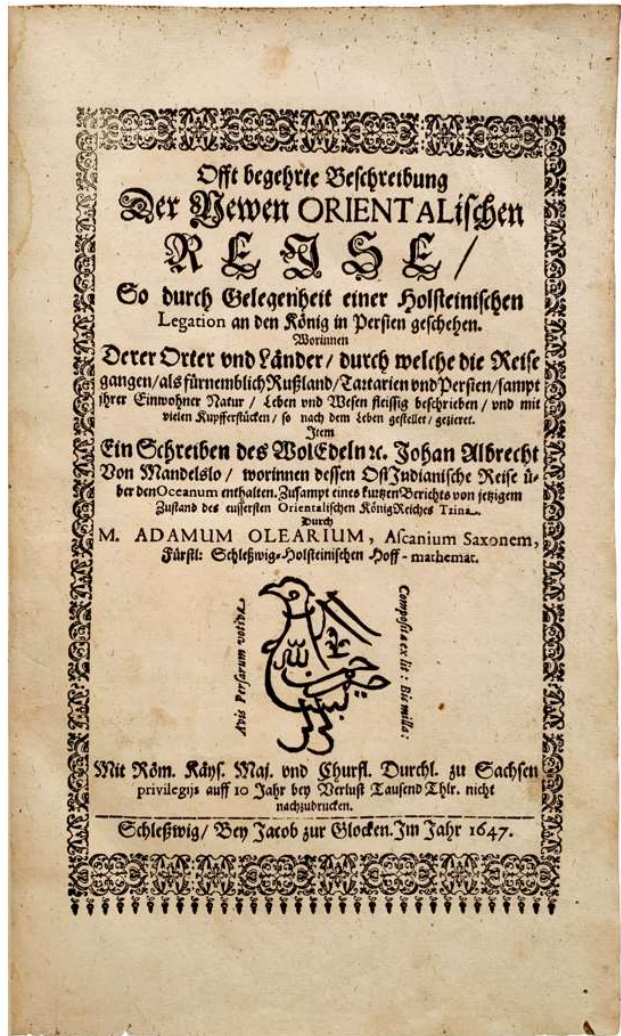 Offt begehrte Beschreibung
Der Newen ORIENTALischen
REISE /
So durch Gelegenheit einer Holsteinischen
Legation an den König in Persien geschehen.
Worinnen
Derer Orter vnd Länder / durch welche die Reise
gangen / als fürnemblich Rußland / Tartarien vnd Persien / sampt
ihrer Einwohner Natur / Leben vnd Wesen fleissig beschrieben / vnd mit
vielen Kupfferstücken / so nach dem Leben gestellet / gezieret.
Item
Ein Schreiben des WolEdeln ꝛc. Johan Albrecht
Von Mandelslo / worinnen dessen OstIndianische Reise ü-
ber den Oceanum enthalten. Zusampt eines kurtzen Berichts von jetzigem
Zustand des eussersten Orientalischen KönigReiches Tzina.
Durch
M. ADAMUM OLEARIUM, Ascanium Saxonem,
Fürstl: Schleßwig-Holsteinischen Hoff-mathemat.
Avis Persarum votiva
Composita ex lit: Bis milla:
Mit Röm. Käys. Maj. vnd Churfl. Durchl. zu Sachsen
privilegijs auff 10 Jahr bey Verlust Tausend Thlr. nicht
nachzudrucken.
Schleßwig / Bey Jacob zur Glocken. Im Jahr 1647.